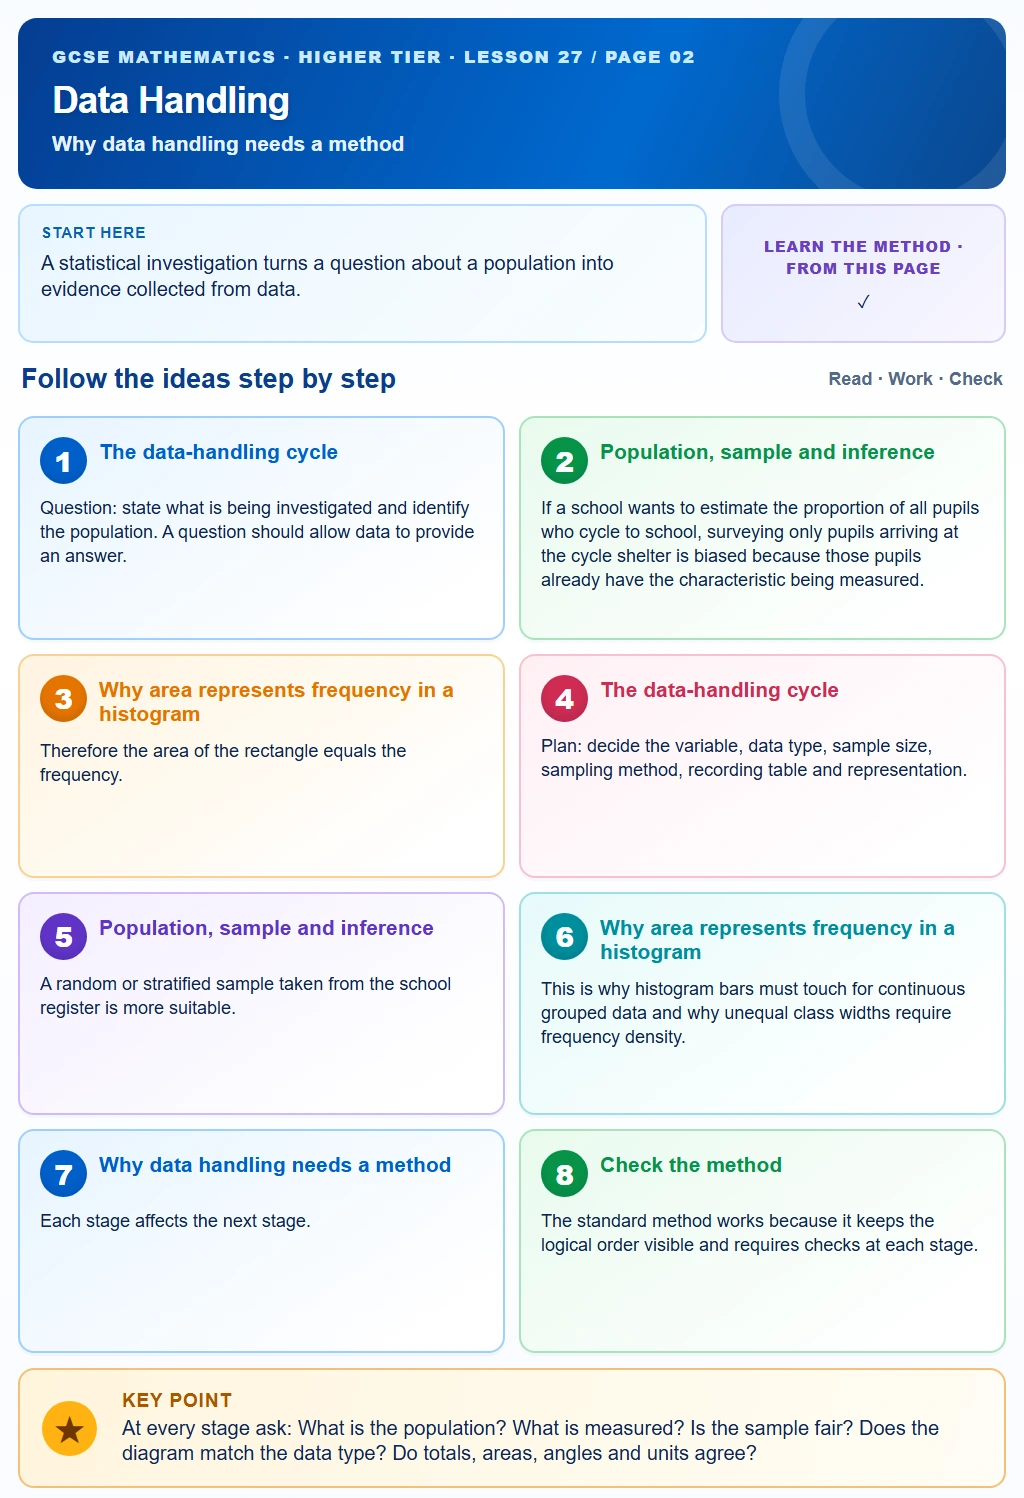 GCSE MATHEMATICS · HIGHER TIER · LESSON 27 / PAGE 02
Data Handling
Why data handling needs a method
START HERE
A statistical investigation turns a question about a population into
evidence collected from data.
LEARN THE METHOD ·
FROM THIS PAGE
✓
Follow the ideas step by step
Read · Work · Check
1
The data-handling cycle
Question: state what is being investigated and identify
the population. A question should allow data to provide
an answer.
2
Population, sample and inference
If a school wants to estimate the proportion of all pupils
who cycle to school, surveying only pupils arriving at
the cycle shelter is biased because those pupils
already have the characteristic being measured.
3
Why area represents frequency in a
histogram
Therefore the area of the rectangle equals the
frequency.
4
The data-handling cycle
Plan: decide the variable, data type, sample size,
sampling method, recording table and representation.
5
Population, sample and inference
A random or stratified sample taken from the school
register is more suitable.
6
Why area represents frequency in a
histogram
This is why histogram bars must touch for continuous
grouped data and why unequal class widths require
frequency density.
7
Why data handling needs a method
Each stage affects the next stage.
8
Check the method
The standard method works because it keeps the
logical order visible and requires checks at each stage.
★
KEY POINT
At every stage ask: What is the population? What is measured? Is the sample fair? Does the
diagram match the data type? Do totals, areas, angles and units agree?